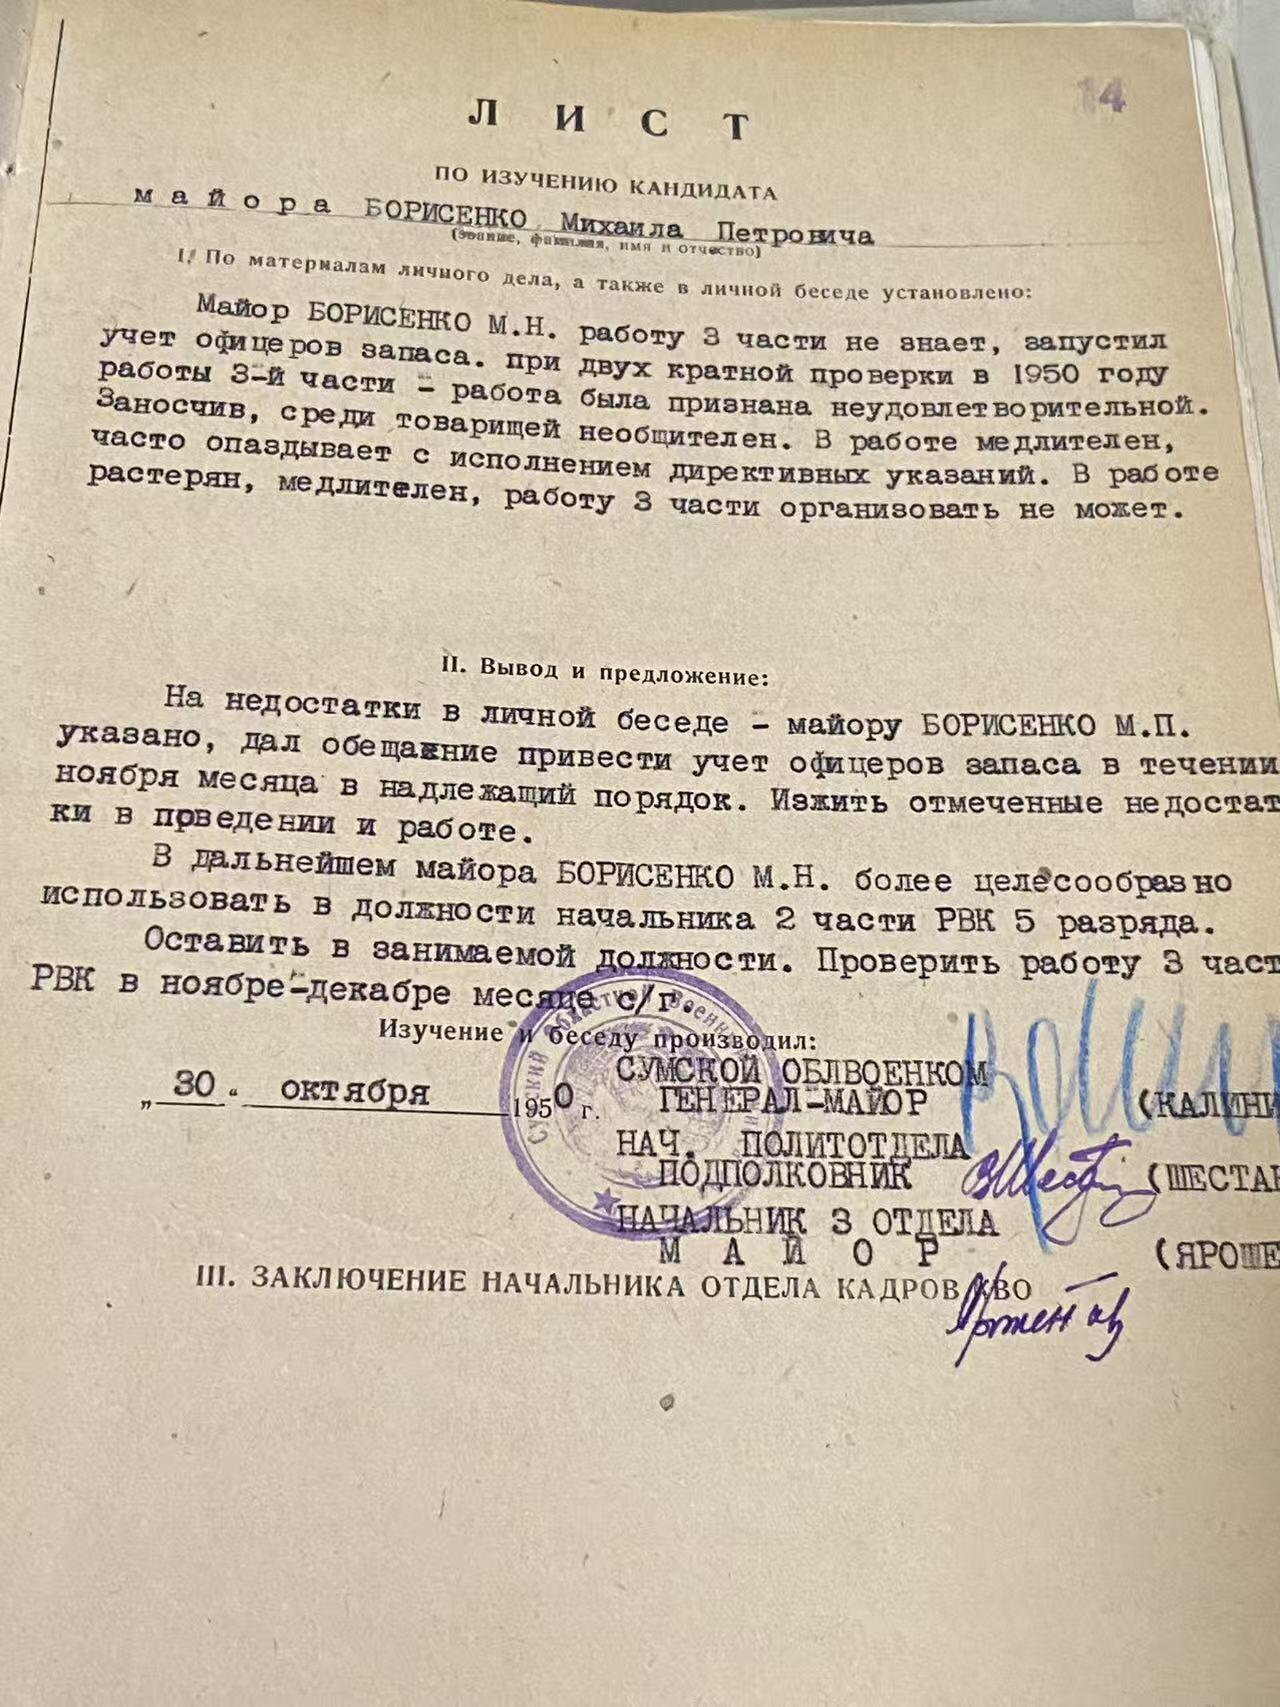 14
Л И С Т
ПО ИЗУЧЕНИЮ КАНДИДАТА
м а й о р а БОРИСЕНКО Михаила Петровича
(звание, фамилия, имя и отчество)
I. По материалам личного дела, а также в личной беседе установлено:
Майор БОРИСЕНКО М.Н. работу 3 части не знает, запустил
учет офицеров запаса. при двух кратной проверки в 1950 году
работы 3-й части - работа была признана неудовлетворительной.
Заносчив, среди товарищей необщителен. В работе медлителен,
часто опаздывает с исполнением директивных указаний. В работе
растерян, медлителен, работу 3 части организовать не может.
II. Вывод и предложение:
На недостатки в личной беседе - майору БОРИСЕНКО М.П.
указано, дал обещание привести учет офицеров запаса в течении
ноября месяца в надлежащий порядок. Изжить отмеченные недостат
ки в прведении и работе.
В дальнейшем майора БОРИСЕНКО М.Н. более целесообразно
использовать в должности начальника 2 части РВК 5 разряда.
Оставить в занимаемой должности. Проверить работу 3 част
РВК в ноябре-декабре месяце с/г.
Изучение и беседу производил:
СУМСКОЙ ОБЛВОЕНКОМ
„ 30 " октября 1950 г. ГЕНЕРАЛ-МАЙОР (КАЛИНИ
НАЧ. ПОЛИТОТДЕЛА
ПОДПОЛКОВНИК (ШЕСТАК
НАЧАЛЬНИК 3 ОТДЕЛА
М А Й О Р (ЯРОШЕ
III. ЗАКЛЮЧЕНИЕ НАЧАЛЬНИКА ОТДЕЛА КАДРОВ КВО